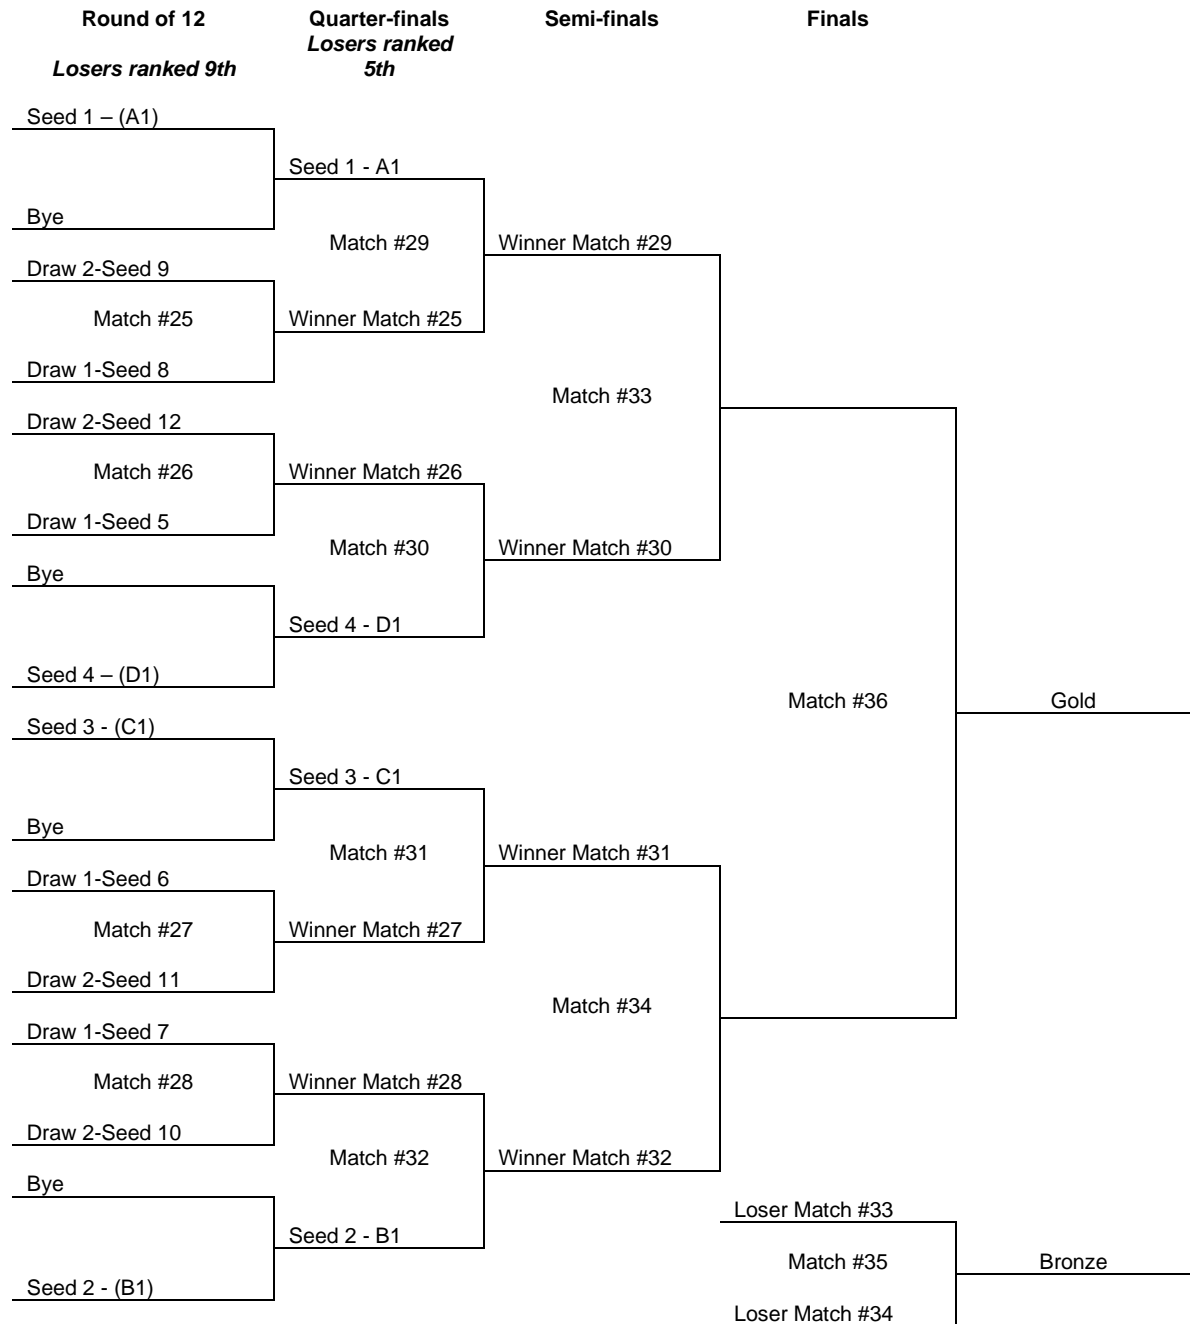 Round of 12
Losers ranked 9th
Quarter-finals
Losers ranked
5th
Semi-finals
Finals
Seed 1 – (A1)
Seed 1 - A1
Bye
Match #29
Winner Match #29
Draw 2-Seed 9
Match #25
Winner Match #25
Draw 1-Seed 8
Match #33
Draw 2-Seed 12
Match #26
Winner Match #26
Draw 1-Seed 5
Match #30
Winner Match #30
Bye
Seed 4 - D1
Seed 4 – (D1)
Match #36
Gold
Seed 3 - (C1)
Seed 3 - C1
Bye
Match #31
Winner Match #31
Draw 1-Seed 6
Match #27
Winner Match #27
Draw 2-Seed 11
Match #34
Draw 1-Seed 7
Match #28
Winner Match #28
Draw 2-Seed 10
Match #32
Winner Match #32
Bye
Seed 2 - B1
Seed 2 - (B1)
Loser Match #33
Match #35
Bronze
Loser Match #34